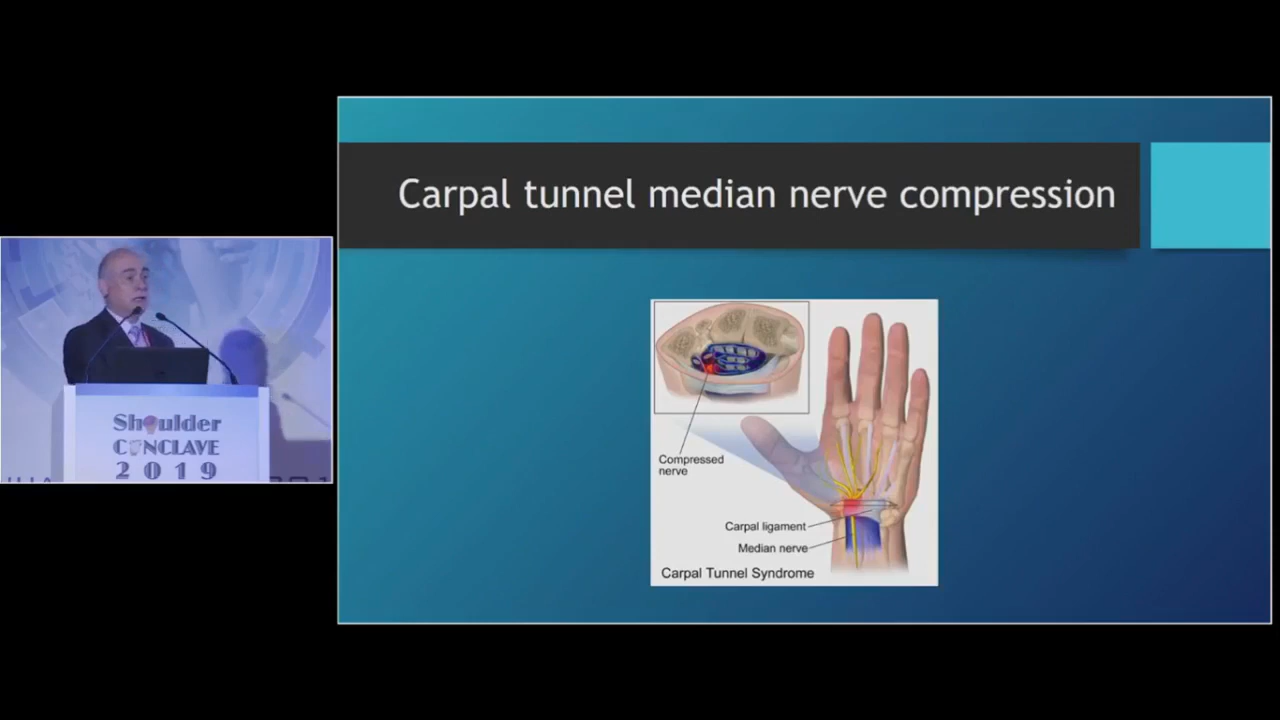 Carpal tunnel median nerve compression
Compressed
nerve
Carpal ligament
Median nerve
Carpal Tunnel Syndrome
Shoulder
CONCLAVE
2019